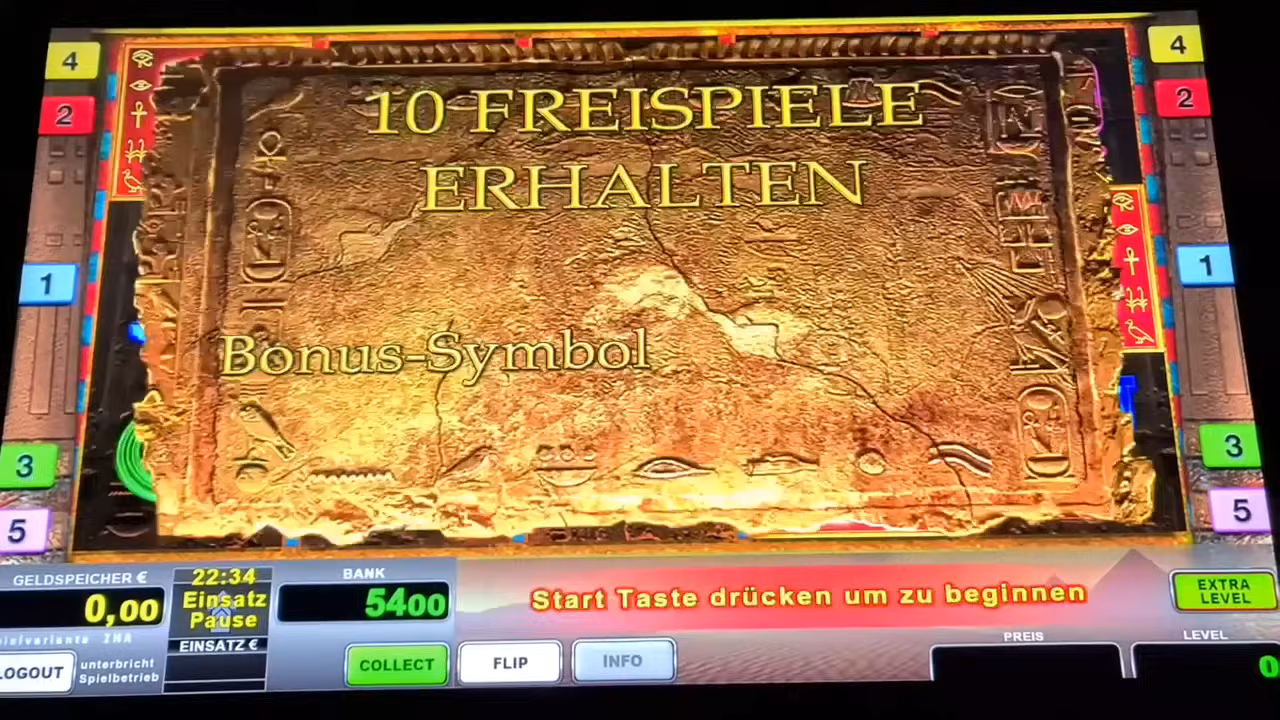 10 FREISPIELE
ERHALTEN
Bonus-Symbol
4
2
1
3
5
4
2
1
3
5
GELDSPEICHER €
0,00
22:34
Einsatz
Pause
EINSATZ €
BANK
5400
Start Taste drücken um zu beginnen
EXTRA
LEVEL
LOGOUT
unterbricht
Spielbetrieb
COLLECT
FLIP
INFO
PREIS
LEVEL
0